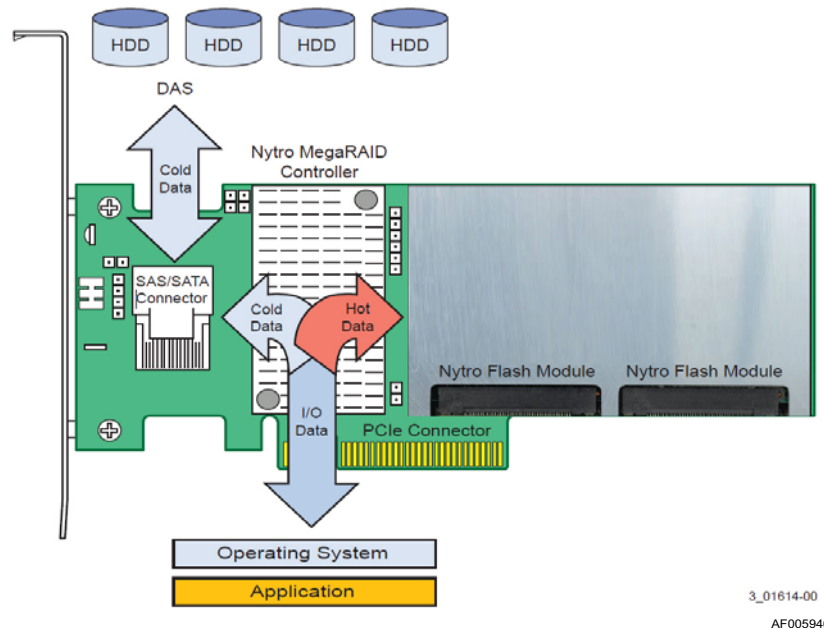 HDD HDD HDD HDD
DAS
Nytro MegaRAID
Controller
Cold
Data
SAS/SATA
Connector
Cold
Data
Hot
Data
Nytro Flash Module Nytro Flash Module
I/O
Data
PCIe Connector
Operating System
Application
3_01614-00